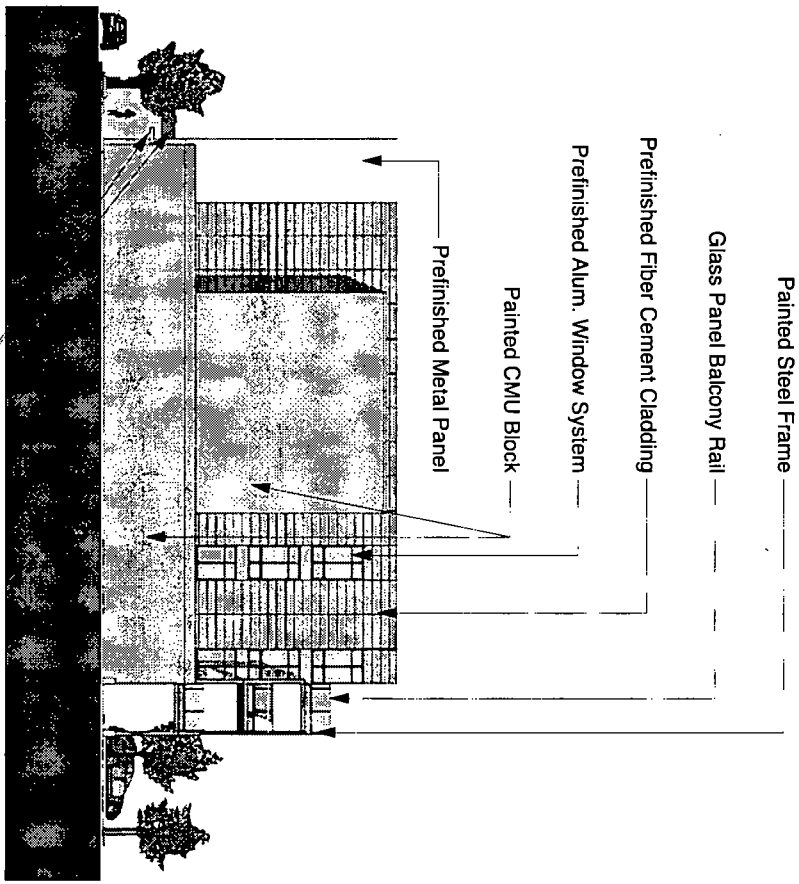 Painted Steel Frame
Glass Panel Balcony Rail
Prefinished Fiber Cement Cladding
Prefinished Alum. Window System
Painted CMU Block
Prefinished Metal Panel